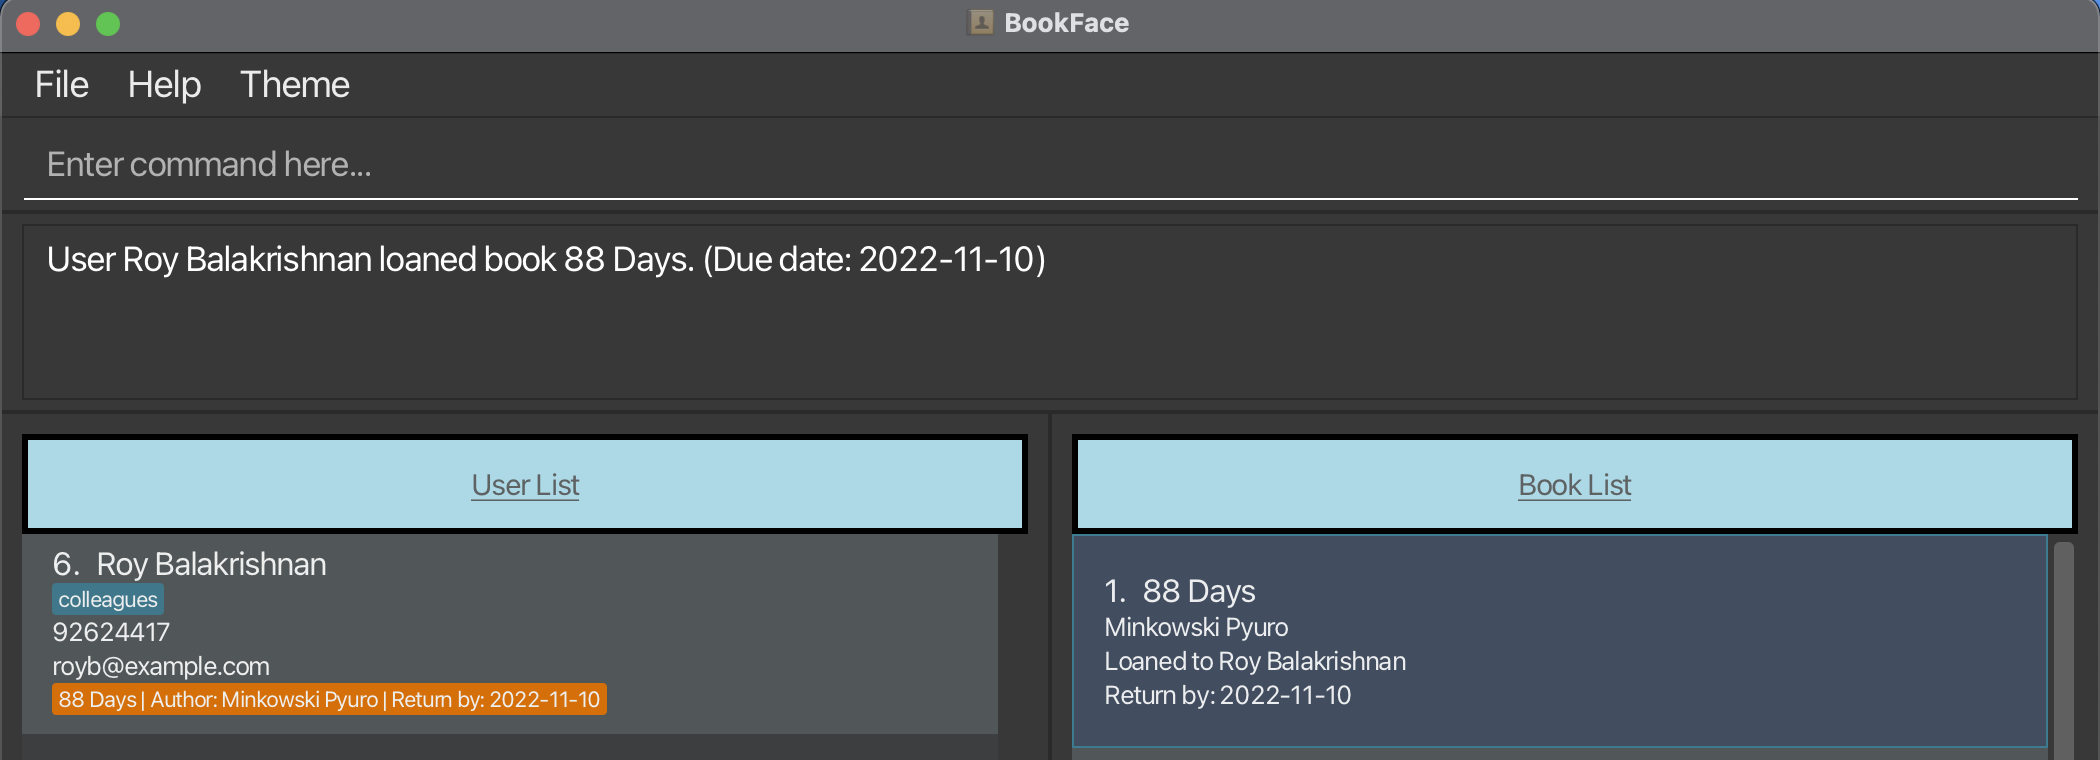 BookFace
File Help Theme
Enter command here...
User Roy Balakrishnan loaned book 88 Days. (Due date: 2022-11-10)
User List
6. Roy Balakrishnan
colleagues
92624417
royb@example.com
88 Days | Author: Minkowski Pyuro | Return by: 2022-11-10
Book List
1. 88 Days
Minkowski Pyuro
Loaned to Roy Balakrishnan
Return by: 2022-11-10